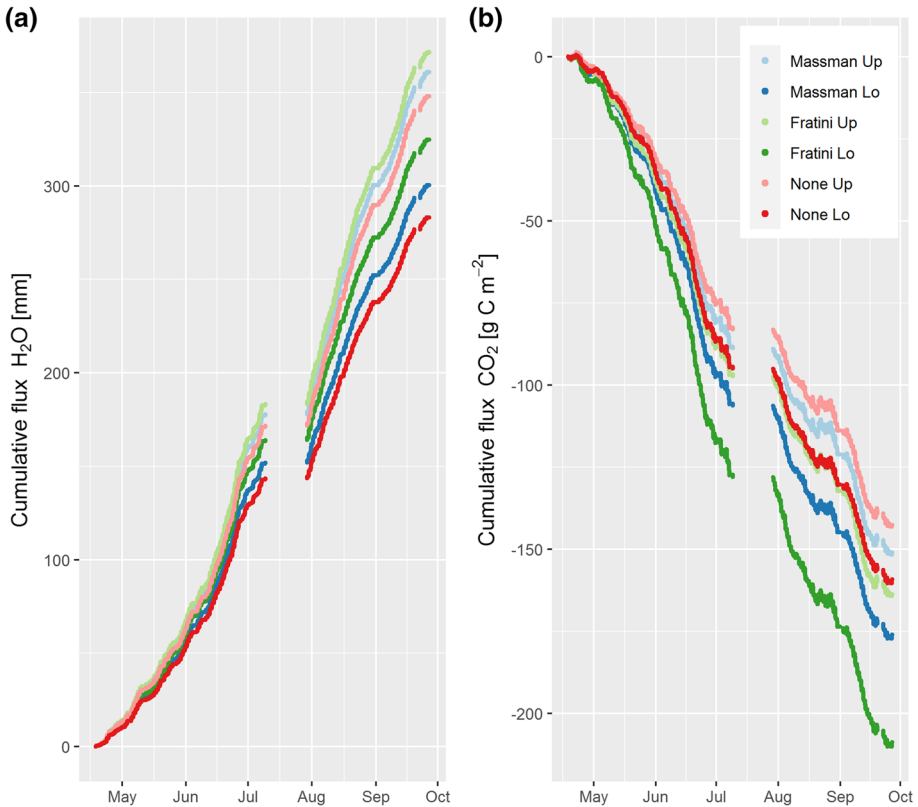 (a)
Cumulative flux H₂O [mm]
300
200
100
0
May Jun Jul Aug Sep Oct
(b)
Cumulative flux CO₂ [g C m⁻²]
0
-50
-100
-150
-200
May Jun Jul Aug Sep Oct
Massman Up
Massman Lo
Fratini Up
Fratini Lo
None Up
None Lo